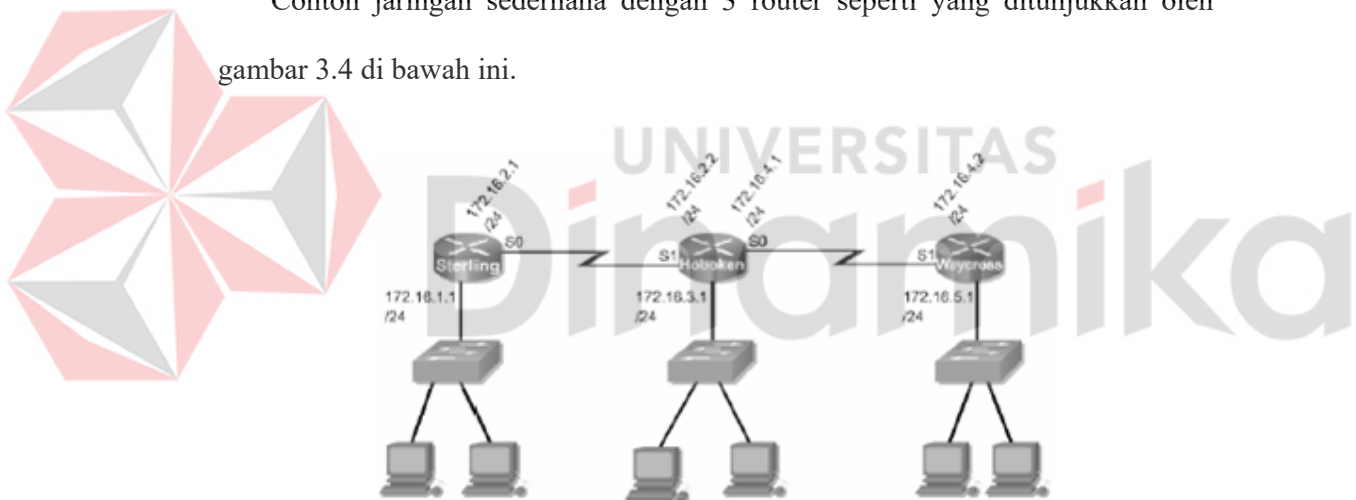 Contoh jaringan sederhana dengan 3 router seperti yang ditunjukkan oleh
gambar 3.4 di bawah ini.
UNIVERSITAS
Dinamika
172.16.2.1
/24
172.16.2.2
/24
172.16.4.1
/24
172.16.4.2
/24
S0
S1
S0
S1
Sterling
Hoboken
Waycross
172.16.1.1
/24
172.16.3.1
/24
172.16.5.1
/24